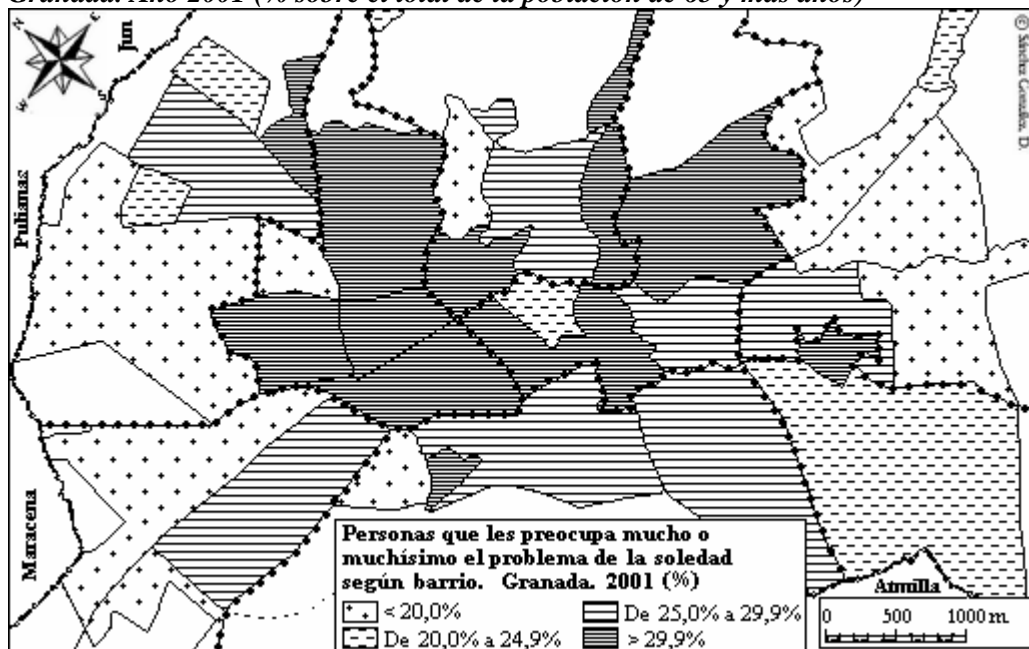 Granada. Año 2001 (% sobre el total de la población de 65 y más años)
N
E
W
S
Jun
© Sánchez González, D.
Pulianas
Maracena
Personas que les preocupa mucho o
muchísimo el problema de la soledad
según barrio. Granada. 2001 (%)
< 20,0%
De 25,0% a 29,9%
De 20,0% a 24,9%
> 29,9%
Armilla
0 500 1000 m.